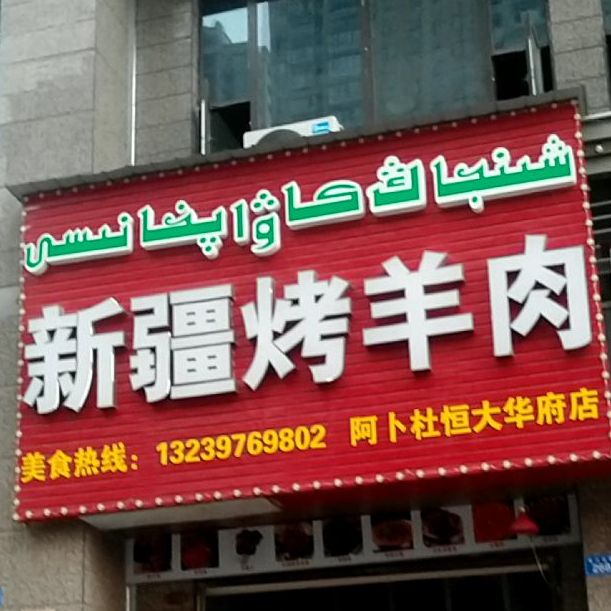 شىنجاڭ كاۋاپخانىسى
新疆烤羊肉
美食热线：13239769802 阿卜杜恒大华府店